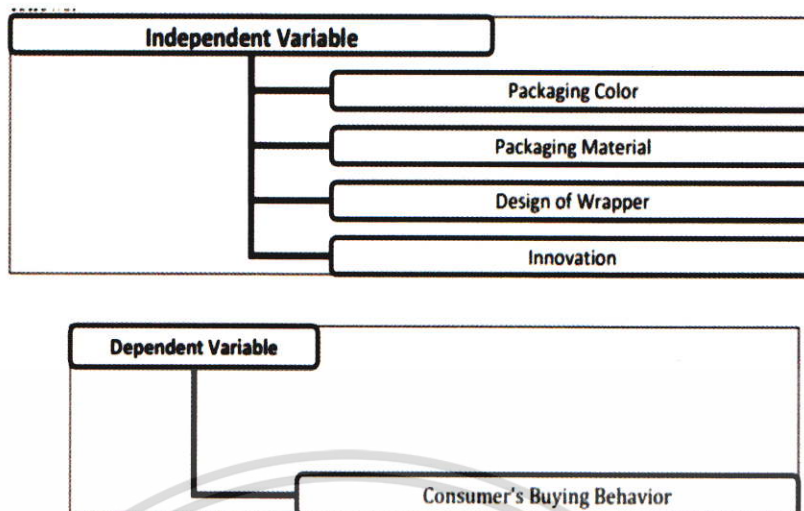 Independent Variable
Packaging Color
Packaging Material
Design of Wrapper
Innovation
Dependent Variable
Consumer's Buying Behavior